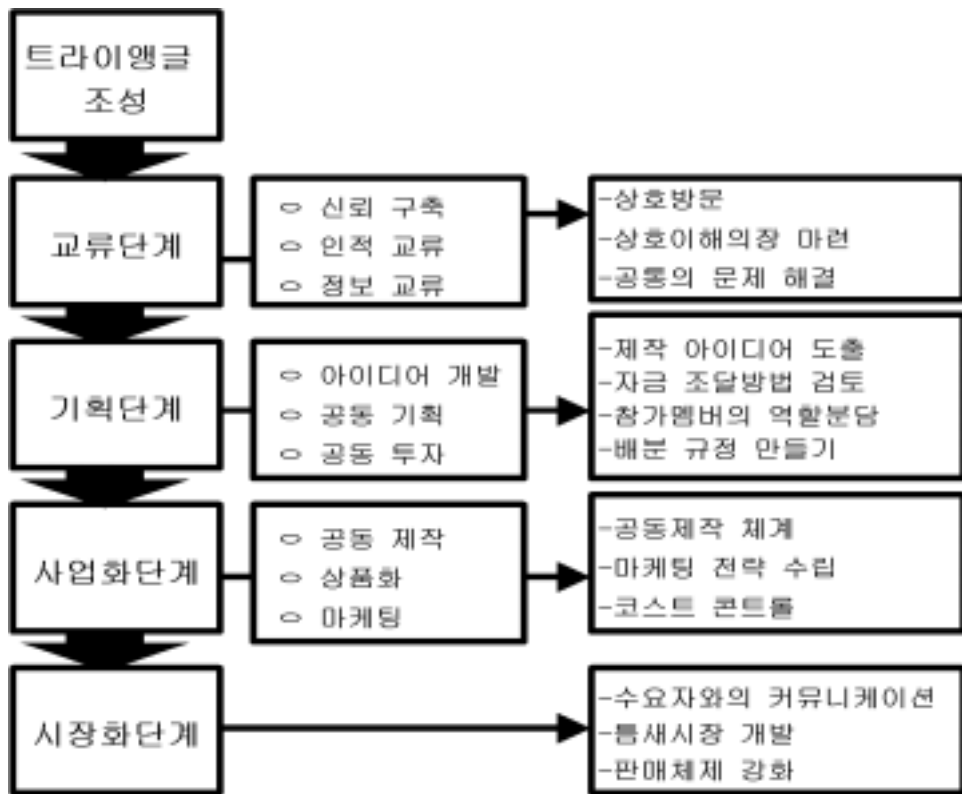 트라이앵글
조성
교류단계
○ 신뢰 구축
○ 인적 교류
○ 정보 교류
-상호방문
-상호이해의장 마련
-공통의 문제 해결
기획단계
○ 아이디어 개발
○ 공동 기획
○ 공동 투자
-제작 아이디어 도출
-자금 조달방법 검토
-참가멤버의 역할분담
-배분 규정 만들기
사업화단계
○ 공동 제작
○ 상품화
○ 마케팅
-공동제작 체계
-마케팅 전략 수립
-코스트 콘트롤
시장화단계
-수요자와의 커뮤니케이션
-틈새시장 개발
-판매체제 강화